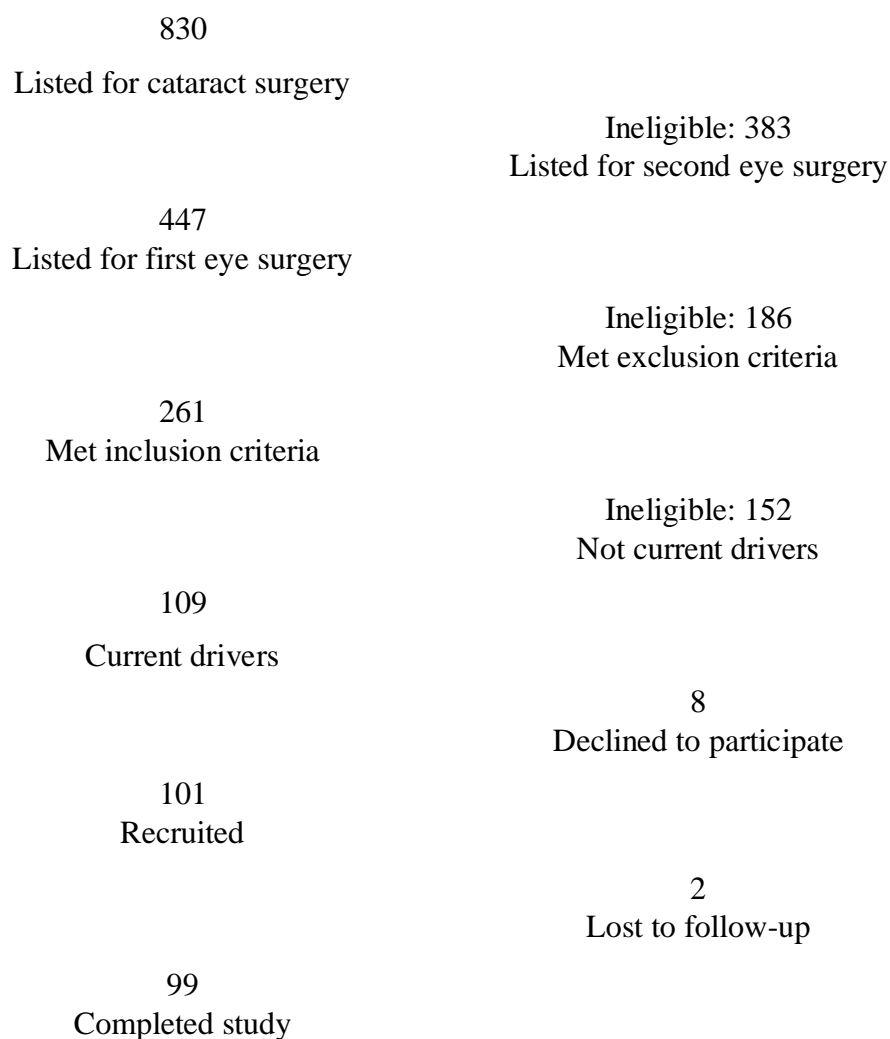 830
Listed for cataract surgery
Ineligible: 383
Listed for second eye surgery
447
Listed for first eye surgery
Ineligible: 186
Met exclusion criteria
261
Met inclusion criteria
Ineligible: 152
Not current drivers
109
Current drivers
8
Declined to participate
101
Recruited
2
Lost to follow-up
99
Completed study